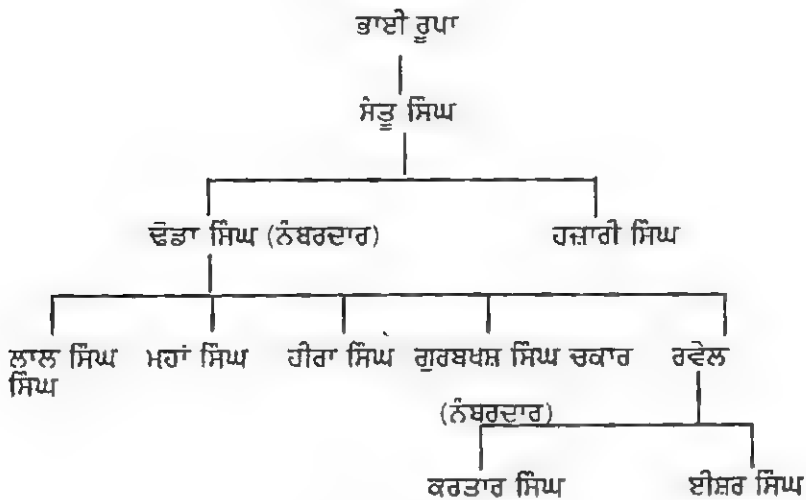 ਭਾਈ ਰੂਪਾ
ਸੰਤੂ ਸਿੰਘ
ਢੋਡਾ ਸਿੰਘ (ਨੰਬਰਦਾਰ) ਹਜ਼ਾਰੀ ਸਿੰਘ
ਲਾਲ ਸਿੰਘ ਮਹਾਂ ਸਿੰਘ ਹੀਰਾ ਸਿੰਘ ਗੁਰਬਖਸ਼ ਸਿੰਘ ਚਕਾਰ ਰਵੇਲ
ਸਿੰਘ
(ਨੰਬਰਦਾਰ)
ਕਰਤਾਰ ਸਿੰਘ ਈਸ਼ਰ ਸਿੰਘ